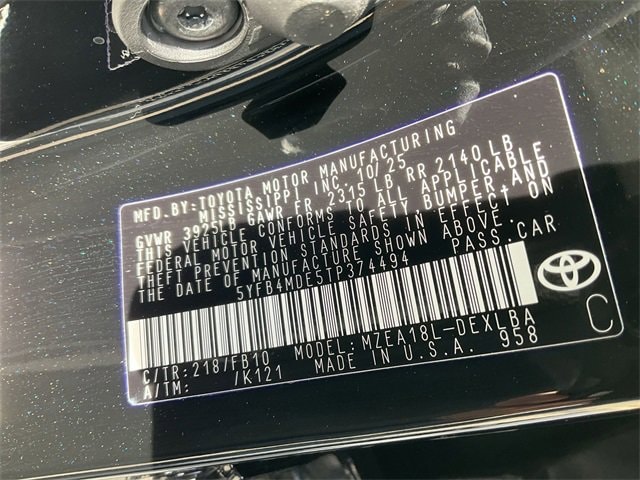 MFD.BY:TOYOTA MOTOR MANUFACTURING
MISSISSIPPI INC. 10/25
GVWR 3925LB GAWR FR. 2315 LB RR 2140 LB
THIS VEHICLE CONFORMS TO ALL APPLICABLE
FEDERAL MOTOR VEHICLE SAFETY BUMPER, AND
THEFT PREVENTION STANDARDS IN EFFECT ON
THE DATE OF MANUFACTURE SHOWN ABOVE.
5YFB4MDE5TP374494 PASS.CAR
C/TR:218/FB10 MODEL:MZEA18L-DEXLBA
A/TM: /K121 MADE IN U.S.A. 958
C